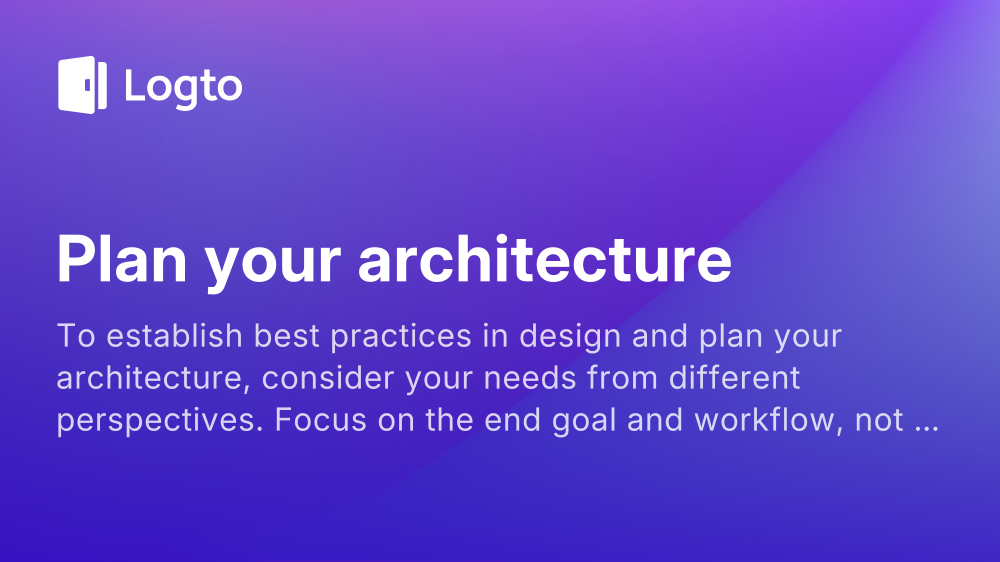 Logto
Plan your architecture
To establish best practices in design and plan your
architecture, consider your needs from different
perspectives. Focus on the end goal and workflow, not ...